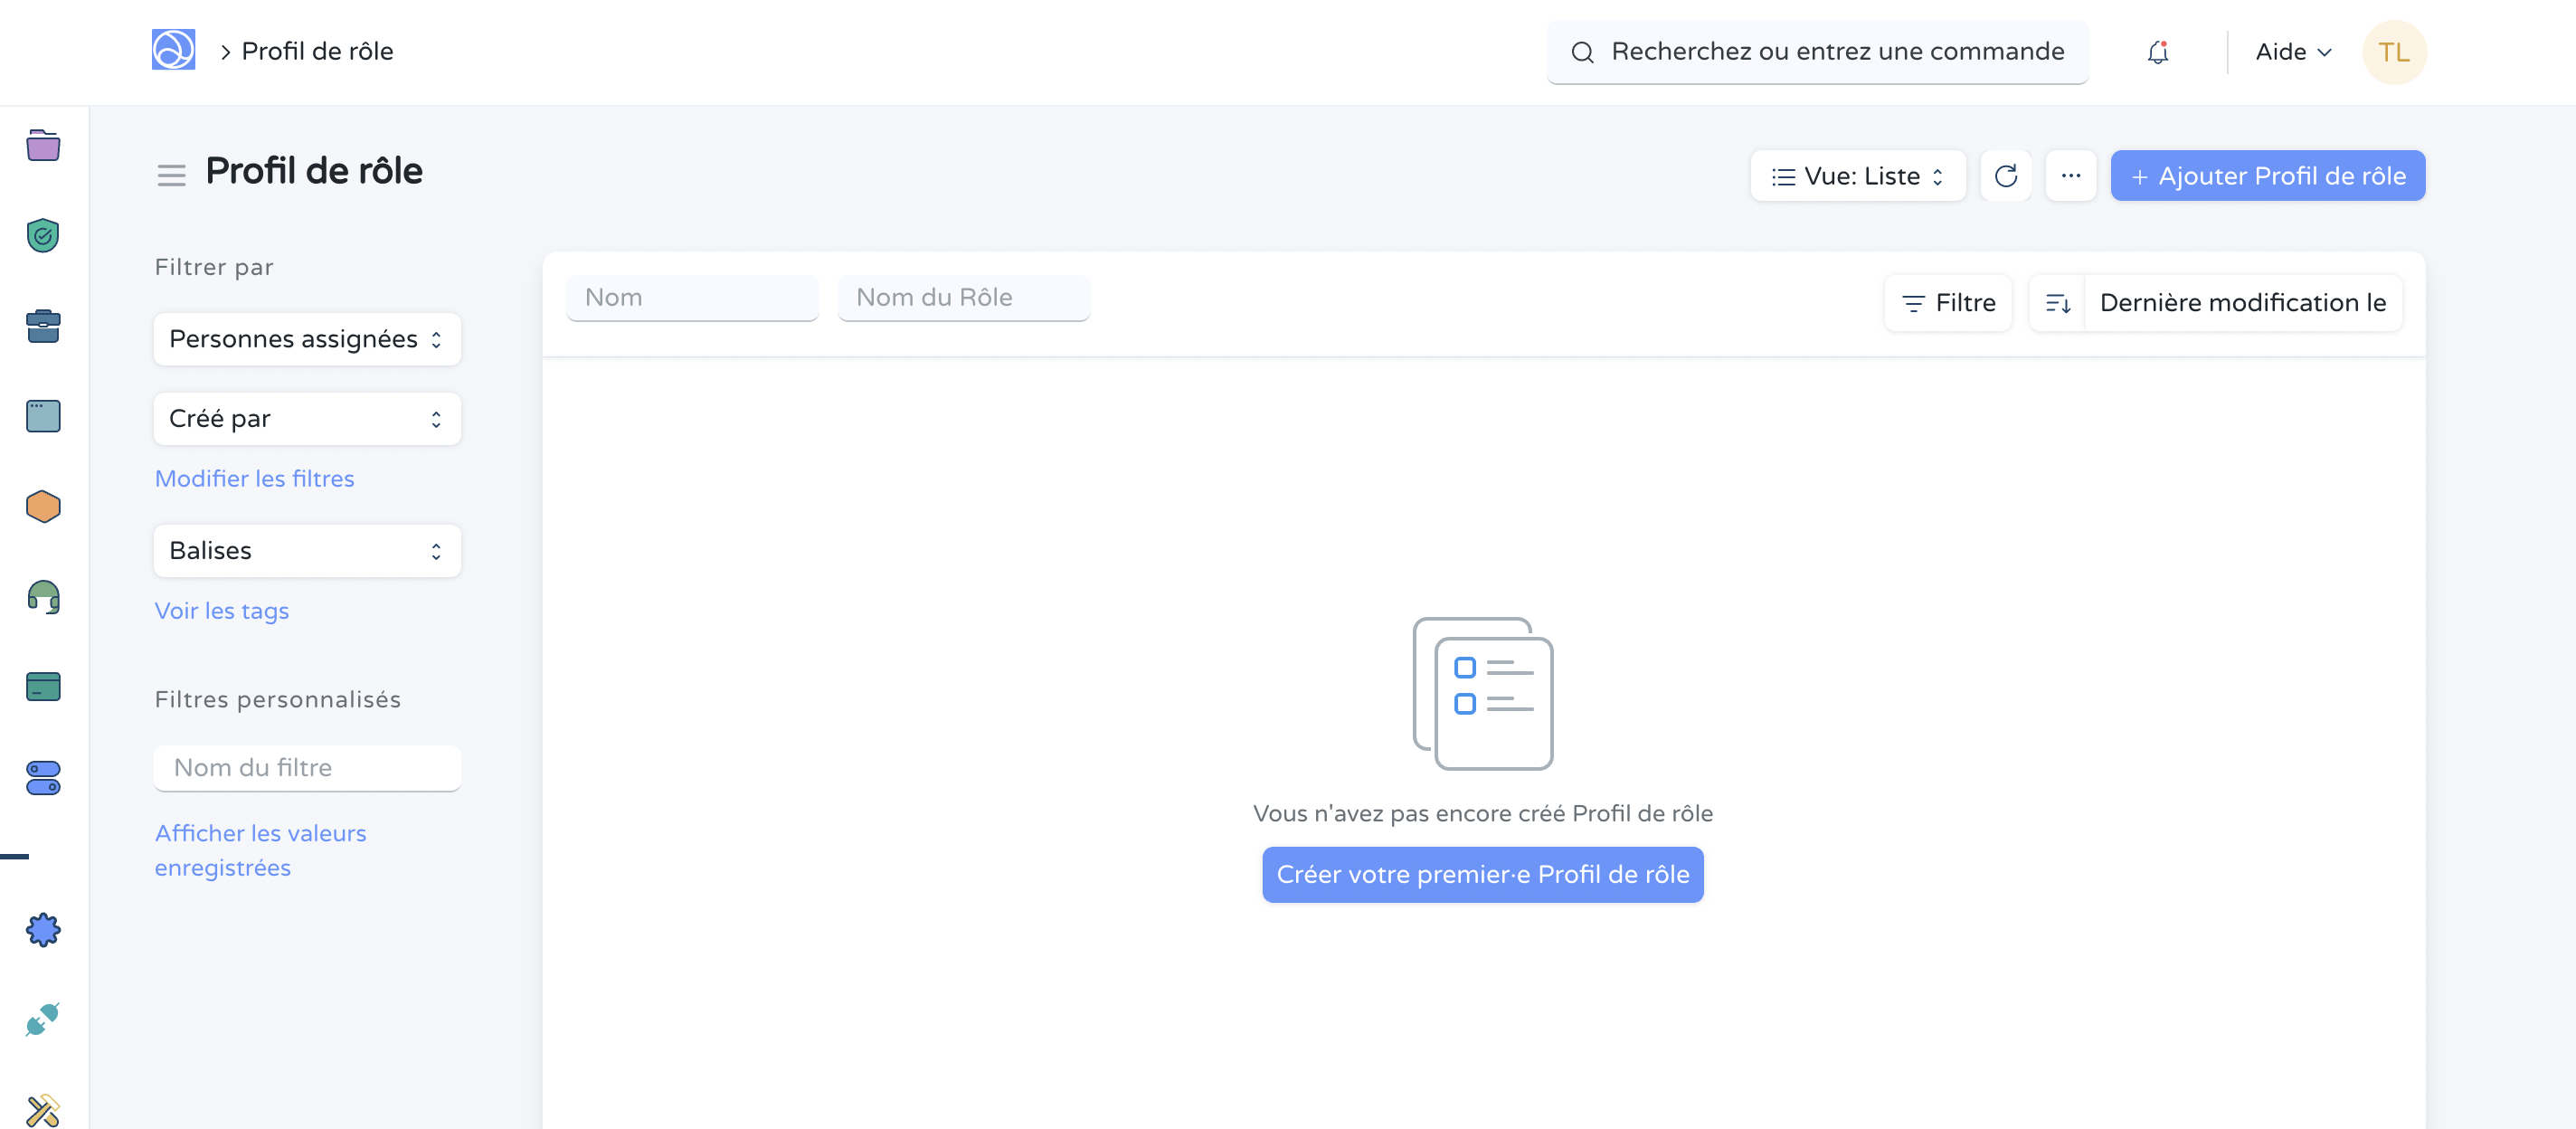 Profil de rôle
Recherchez ou entrez une commande
Aide
TL
Profil de rôle
Vue: Liste
Ajouter Profil de rôle
Filtrer par
Personnes assignées
Créé par
Modifier les filtres
Balises
Voir les tags
Filtres personnalisés
Nom du filtre
Afficher les valeurs
enregistrées
Nom
Nom du Rôle
Filtre
Dernière modification le
Vous n'avez pas encore créé Profil de rôle
Créer votre premier·e Profil de rôle